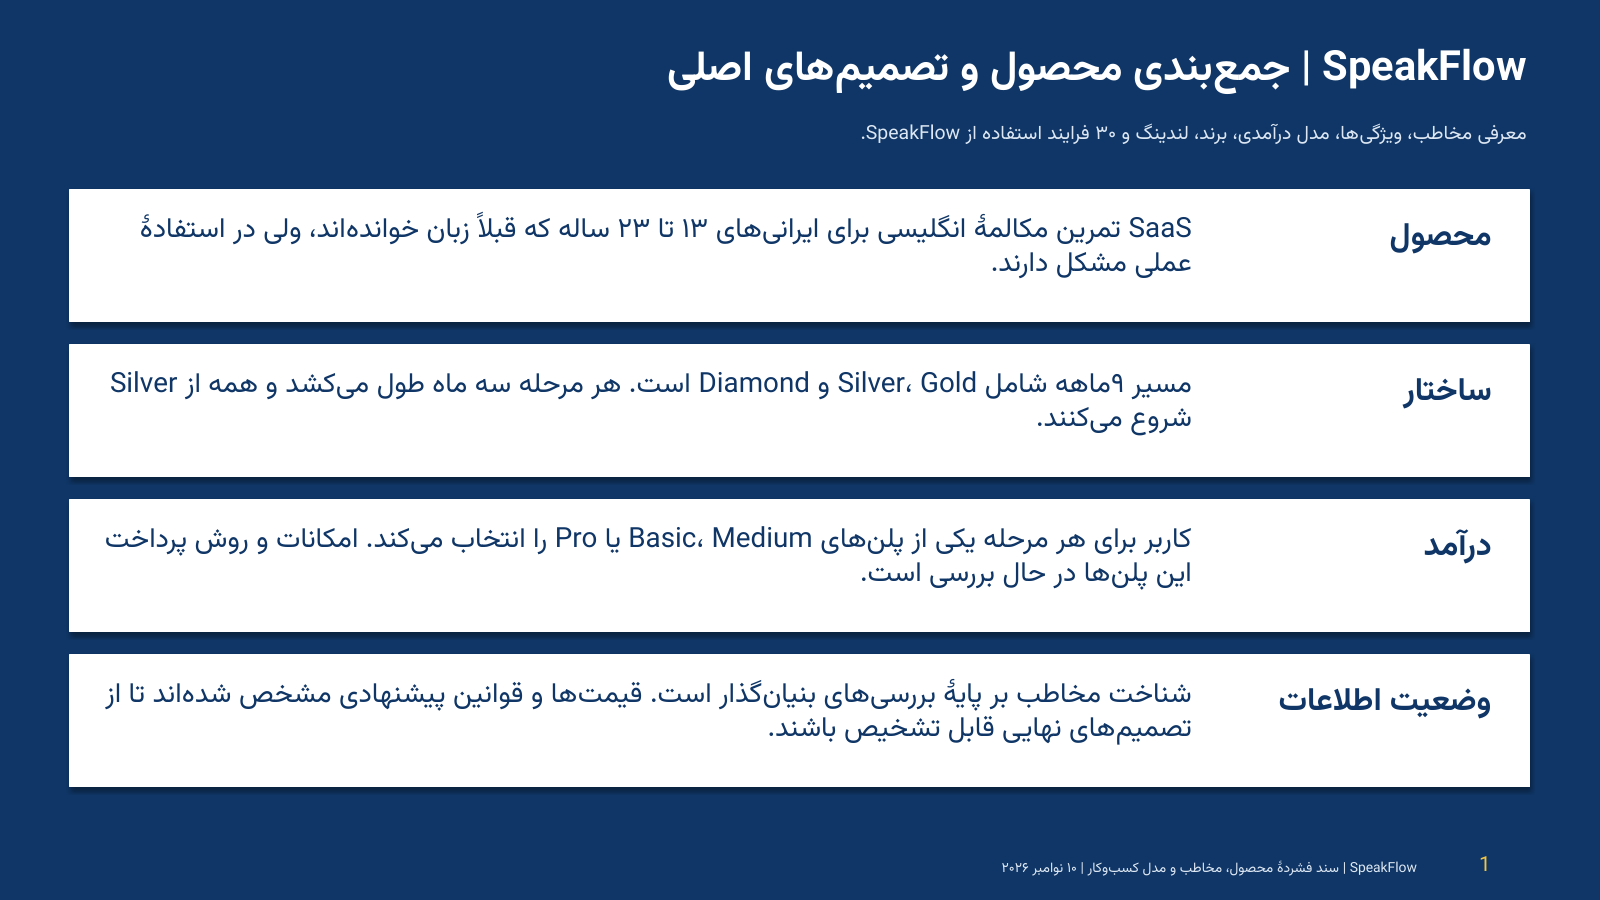 SpeakFlow | جمع‌بندی محصول و تصمیم‌های اصلی
معرفی مخاطب، ویژگی‌ها، مدل درآمدی، برند، لندینگ و ۳۰ فرایند استفاده از SpeakFlow.
محصول
SaaS تمرین مکالمهٔ انگلیسی برای ایرانی‌های ۱۳ تا ۲۳ ساله که قبلاً زبان خوانده‌اند، ولی در استفادهٔ
عملی مشکل دارند.
ساختار
مسیر ۹ماهه شامل Silver، Gold و Diamond است. هر مرحله سه ماه طول می‌کشد و همه از Silver
شروع می‌کنند.
درآمد
کاربر برای هر مرحله یکی از پلن‌های Basic، Medium یا Pro را انتخاب می‌کند. امکانات و روش پرداخت
این پلن‌ها در حال بررسی است.
وضعیت اطلاعات
شناخت مخاطب بر پایهٔ بررسی‌های بنیان‌گذار است. قیمت‌ها و قوانین پیشنهادی مشخص شده‌اند تا از
تصمیم‌های نهایی قابل تشخیص باشند.
SpeakFlow | سند فشردهٔ محصول، مخاطب و مدل کسب‌وکار | ۱۰ نوامبر ۲۰۲۶
1